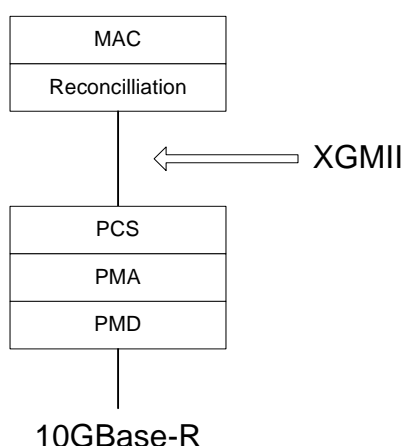 MAC
Reconcilliation
XGMII
PCS
PMA
PMD
10GBase-R